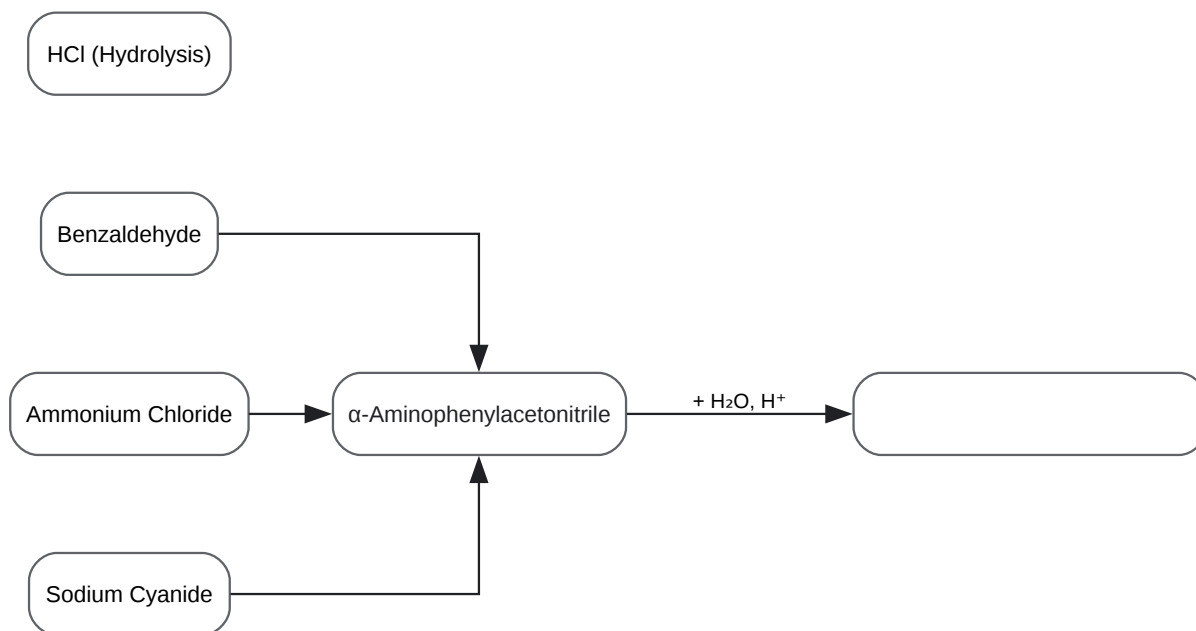 HCl (Hydrolysis)
Benzaldehyde
Ammonium Chloride
α-Aminophenylacetonitrile
+ H₂O, H⁺
Sodium Cyanide